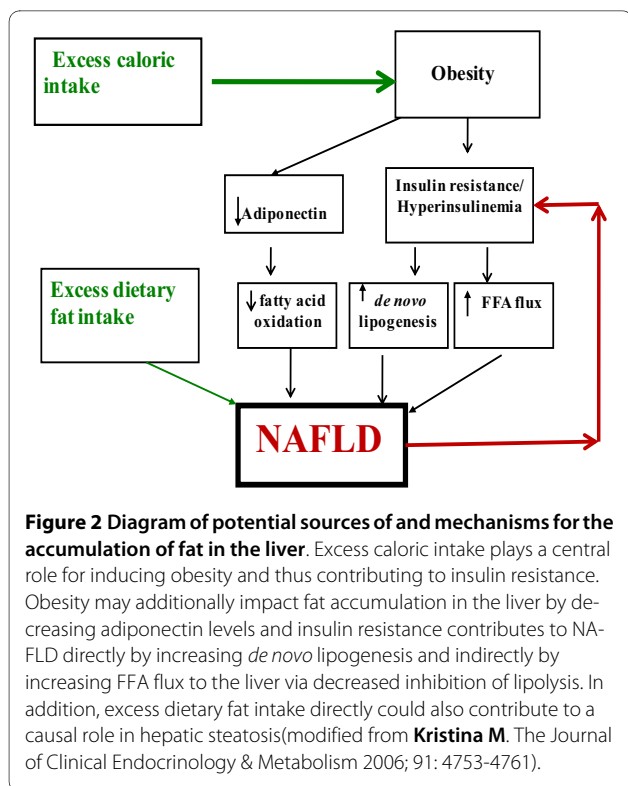 Excess caloric
intake
Obesity
↓Adiponectin
Insulin resistance/
Hyperinsulinemia
Excess dietary
fat intake
↓ fatty acid
oxidation
↑ de novo
lipogenesis
↑ FFA flux
NAFLD
Figure 2 Diagram of potential sources of and mechanisms for the
accumulation of fat in the liver. Excess caloric intake plays a central
role for inducing obesity and thus contributing to insulin resistance.
Obesity may additionally impact fat accumulation in the liver by de-
creasing adiponectin levels and insulin resistance contributes to NA-
FLD directly by increasing de novo lipogenesis and indirectly by
increasing FFA flux to the liver via decreased inhibition of lipolysis. In
addition, excess dietary fat intake directly could also contribute to a
causal role in hepatic steatosis(modified from Kristina M. The Journal
of Clinical Endocrinology & Metabolism 2006; 91: 4753-4761).